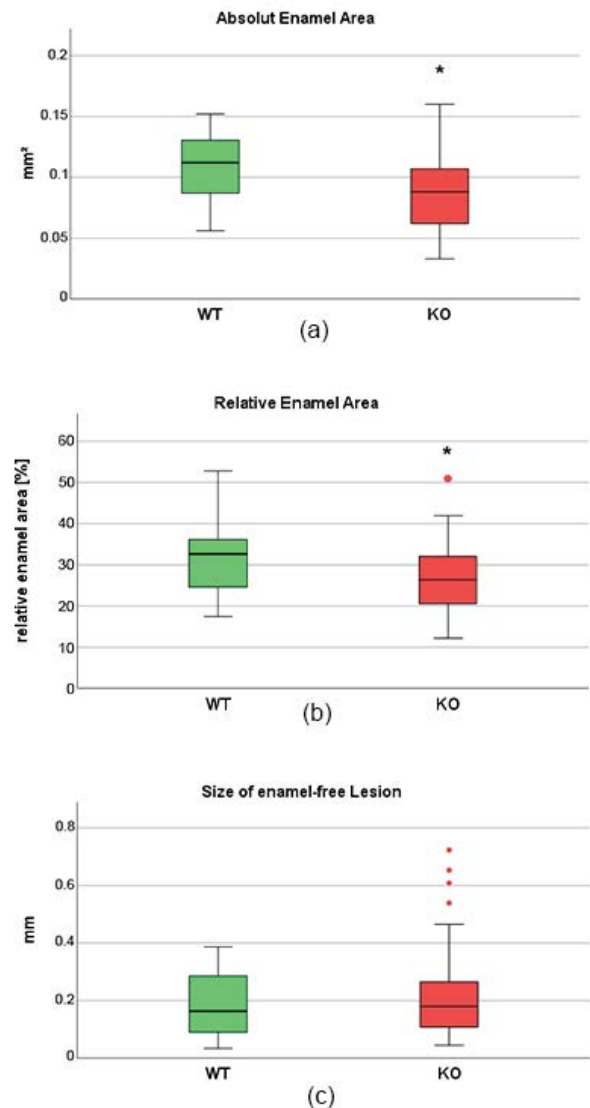 Absolut Enamel Area
0.2
*
0.15
mm²
0.1
0.05
0
WT KO
(a)
Relative Enamel Area
60
*
50
relative enamel area [%]
40
30
20
10
0
WT KO
(b)
Size of enamel-free Lesion
0.8
0.6
mm
0.4
0.2
0
WT KO
(c)